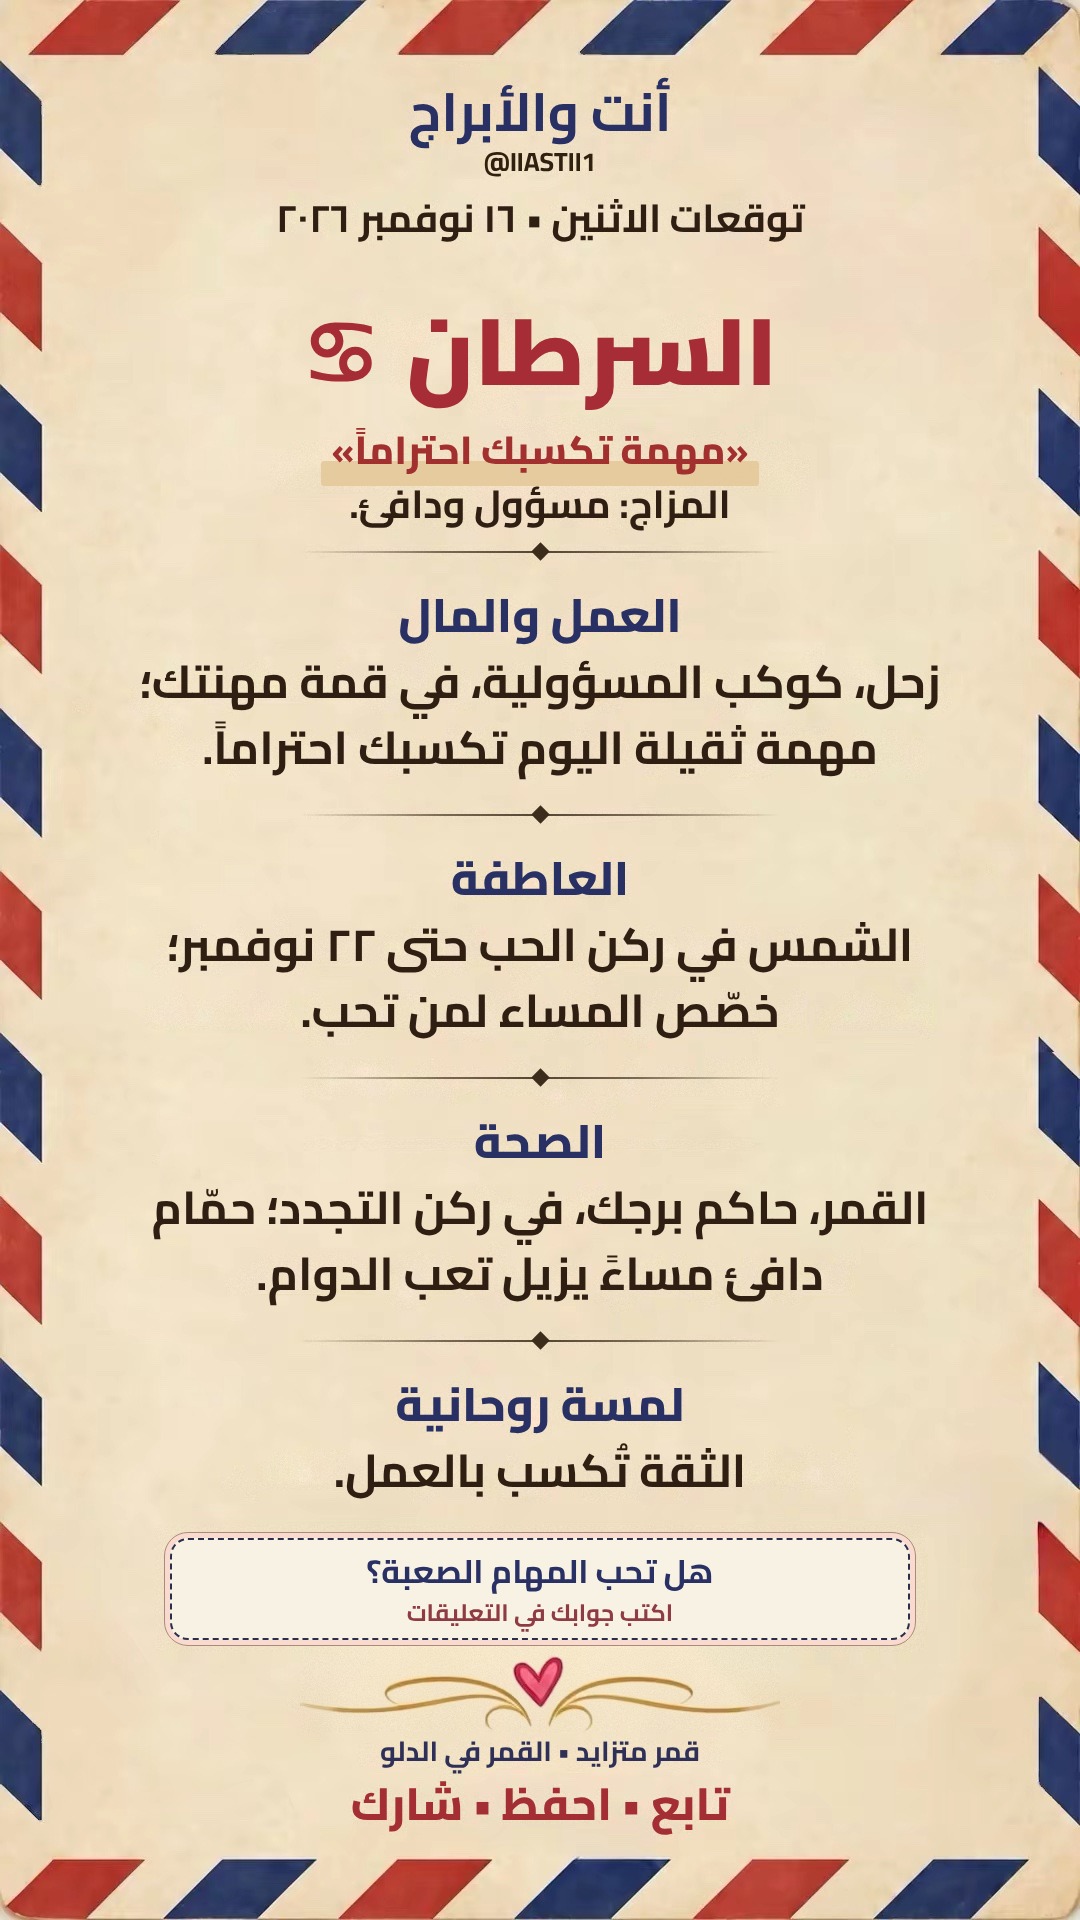 أنت والأبراج
@IIASTII1
توقعات الاثنين ▪ ١٦ نوفمبر ٢٠٢٦
السرطان ♋
«مهمة تكسبك احتراماً»
المزاج: مسؤول ودافئ.
العمل والمال
زحل، كوكب المسؤولية، في قمة مهنتك؛
مهمة ثقيلة اليوم تكسبك احتراماً.
العاطفة
الشمس في ركن الحب حتى ٢٢ نوفمبر؛
خصّص المساء لمن تحب.
الصحة
القمر، حاكم برجك، في ركن التجدد؛ حمّام
دافئ مساءً يزيل تعب الدوام.
لمسة روحانية
الثقة تُكسب بالعمل.
هل تحب المهام الصعبة؟
اكتب جوابك في التعليقات
قمر متزايد ▪ القمر في الدلو
تابع ▪ احفظ ▪ شارك